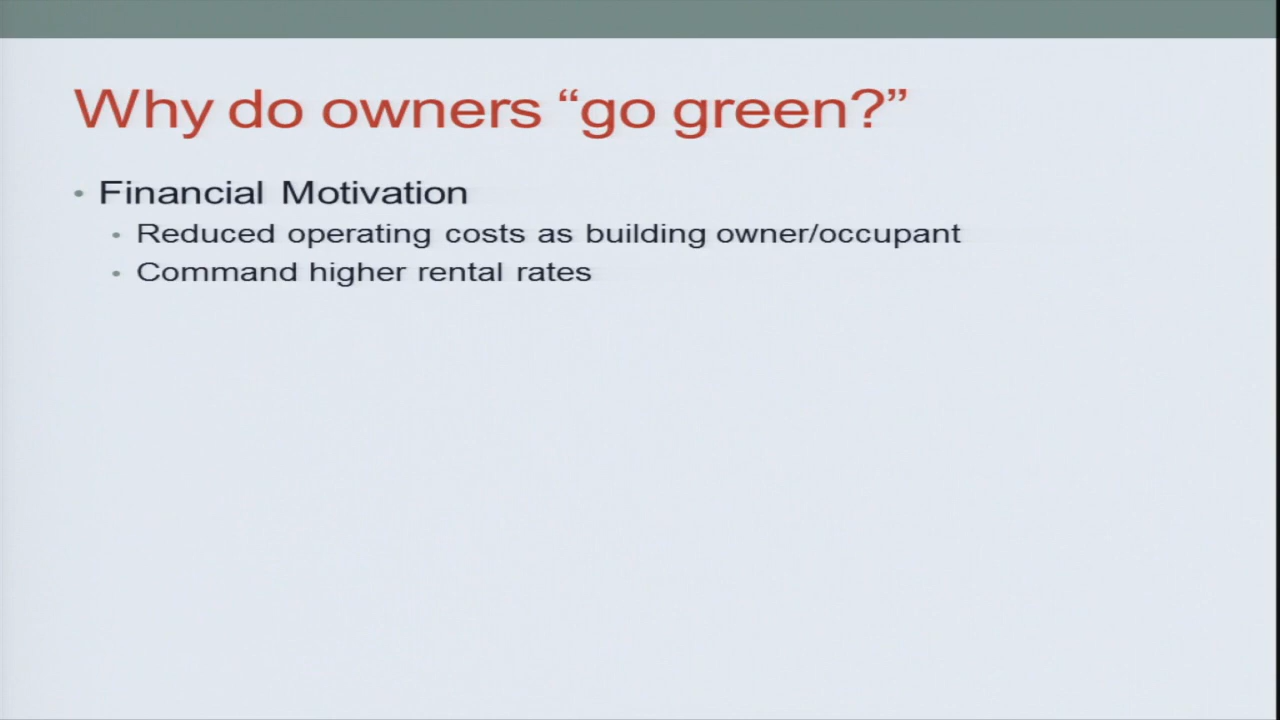 Why do owners “go green?”
• Financial Motivation
• Reduced operating costs as building owner/occupant
• Command higher rental rates